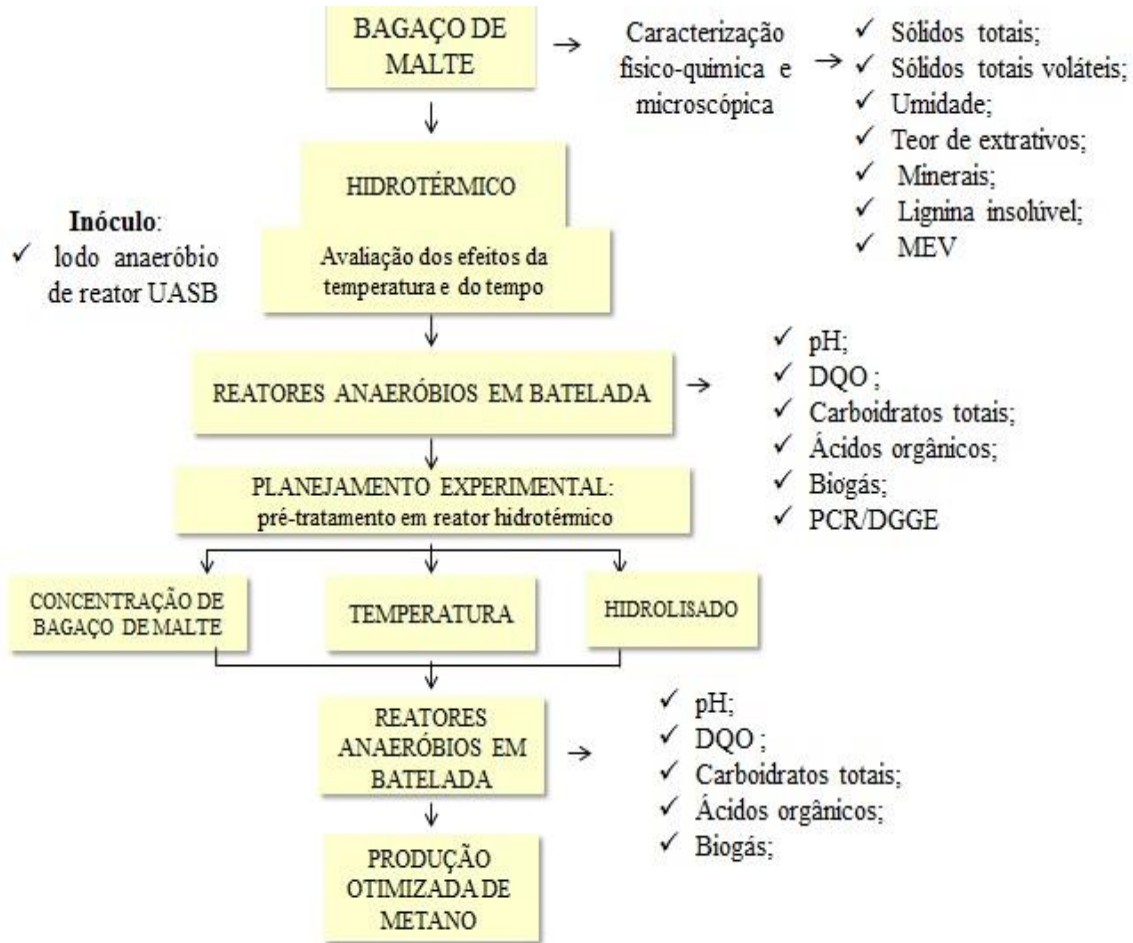 BAGAÇO DE
MALTE
Caracterização
fisico-química e
microscópica
✓ Sólidos totais;
✓ Sólidos totais voláteis;
✓ Umidade;
✓ Teor de extrativos;
✓ Minerais;
✓ Lignina insolúvel;
✓ MEV
HIDROTÉRMICO
Avaliação dos efeitos da
temperatura e do tempo
Inóculo:
✓ lodo anaeróbio
de reator UASB
REATORES ANAERÓBIOS EM BATELADA
✓ pH;
✓ DQO ;
✓ Carboidratos totais;
✓ Ácidos orgânicos;
✓ Biogás;
✓ PCR/DGGE
PLANEJAMENTO EXPERIMENTAL:
pré-tratamento em reator hidrotérmico
CONCENTRAÇÃO DE
BAGAÇO DE MALTE
TEMPERATURA
HIDROLISADO
REATORES
ANAERÓBIOS EM
BATELADA
✓ pH;
✓ DQO ;
✓ Carboidratos totais;
✓ Ácidos orgânicos;
✓ Biogás;
PRODUÇÃO
OTIMIZADA DE
METANO